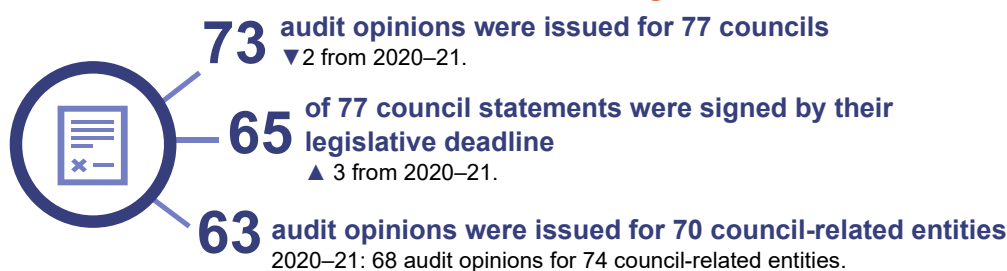 73 audit opinions were issued for 77 councils
▼2 from 2020–21.
65 of 77 council statements were signed by their
legislative deadline
▲ 3 from 2020–21.
63 audit opinions were issued for 70 council-related entities
2020–21: 68 audit opinions for 74 council-related entities.